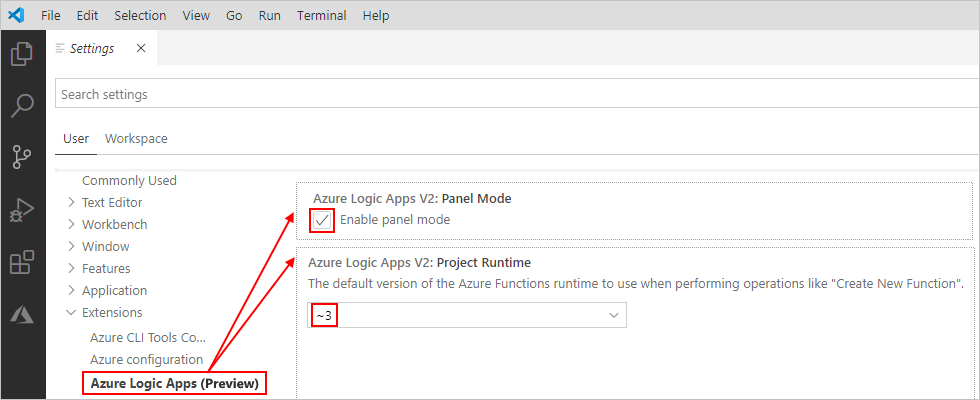 File Edit Selection View Go Run Terminal Help
Settings
Search settings
User Workspace
Commonly Used
Text Editor
Workbench
Window
Features
Application
Extensions
Azure CLI Tools Co...
Azure configuration
Azure Logic Apps (Preview)
Azure Logic Apps V2: Panel Mode
Enable panel mode
Azure Logic Apps V2: Project Runtime
The default version of the Azure Functions runtime to use when performing operations like "Create New Function".
~3